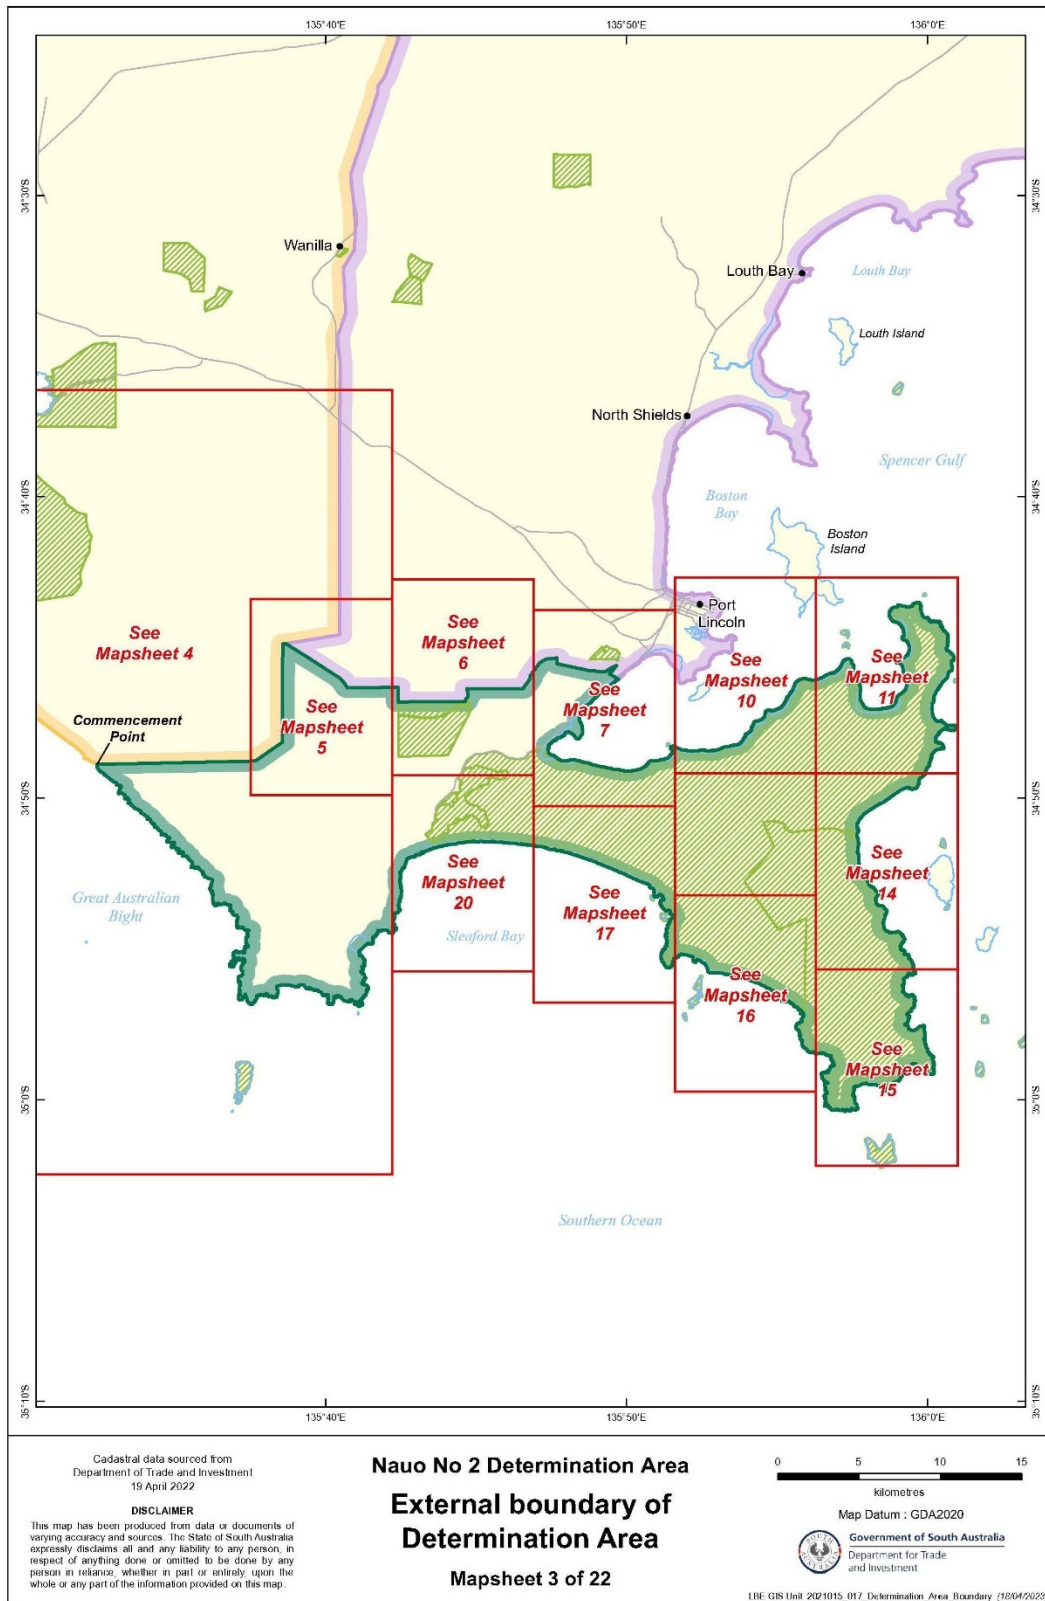 135°40'E
135°50'E
136°0'E
34°30'S
34°30'S
Wanilla
Louth Bay
Louth Bay
Louth Island
North Shields
Spencer Gulf
34°40'S
34°40'S
Boston
Bay
Boston
Island
Port
Lincoln
See
Mapsheet 4
See
Mapsheet
6
See
Mapsheet
10
See
Mapsheet
11
See
Mapsheet
7
See
Mapsheet
5
Commencement
Point
34°50'S
34°50'S
Great Australian
Bight
See
Mapsheet
20
Sleaford Bay
See
Mapsheet
17
See
Mapsheet
14
See
Mapsheet
16
See
Mapsheet
15
35°0'S
35°0'S
Southern Ocean
35°10'S
35°10'S
135°40'E
135°50'E
136°0'E
Cadastral data sourced from
Department of Trade and Investment
19 April 2022
DISCLAIMER
This map has been produced from data or documents of
varying accuracy and sources. The State of South Australia
expressly disclaims all and any liability to any person, in
respect of anything done or omitted to be done by any
person in reliance, whether in part or entirely, upon the
whole or any part of the information provided on this map.
Nauo No 2 Determination Area
External boundary of
Determination Area
Mapsheet 3 of 22
0 5 10 15
kilometres
Map Datum : GDA2020
Government of South Australia
Department for Trade
and Investment
LBE GIS Unit 2021015_017_Determination_Area_Boundary (18/04/2023)